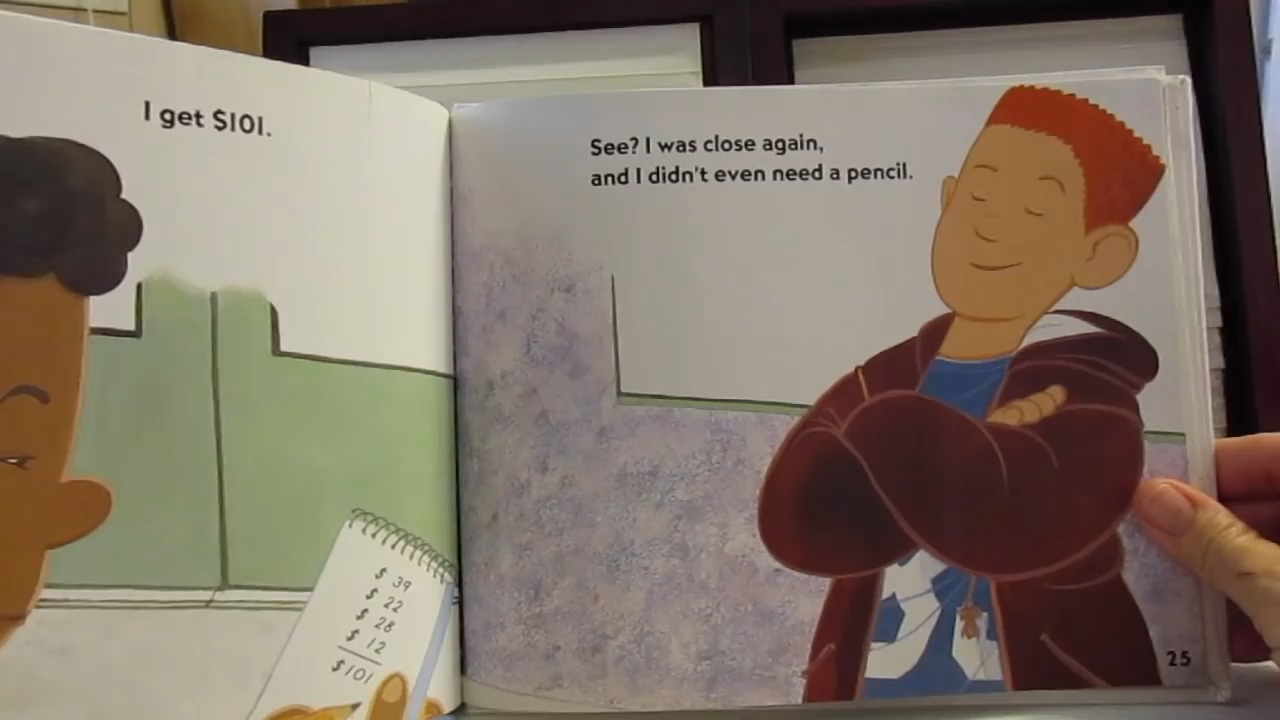 I get $101.
$ 39
$ 22
$ 28
$ 12
$101
See? I was close again,
and I didn't even need a pencil.
25